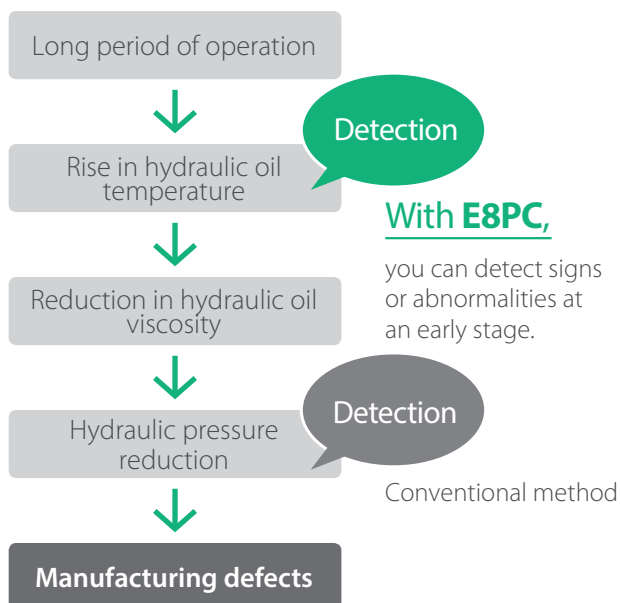 Long period of operation
Detection
Rise in hydraulic oil
temperature
With E8PC,
you can detect signs
or abnormalities at
an early stage.
Reduction in hydraulic oil
viscosity
Detection
Hydraulic pressure
reduction
Conventional method
Manufacturing defects